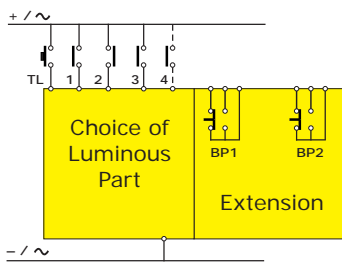 + / ∿
TL 1 2 3 4
Choice of
Luminous
Part
BP1 BP2
Extension
– / ∿